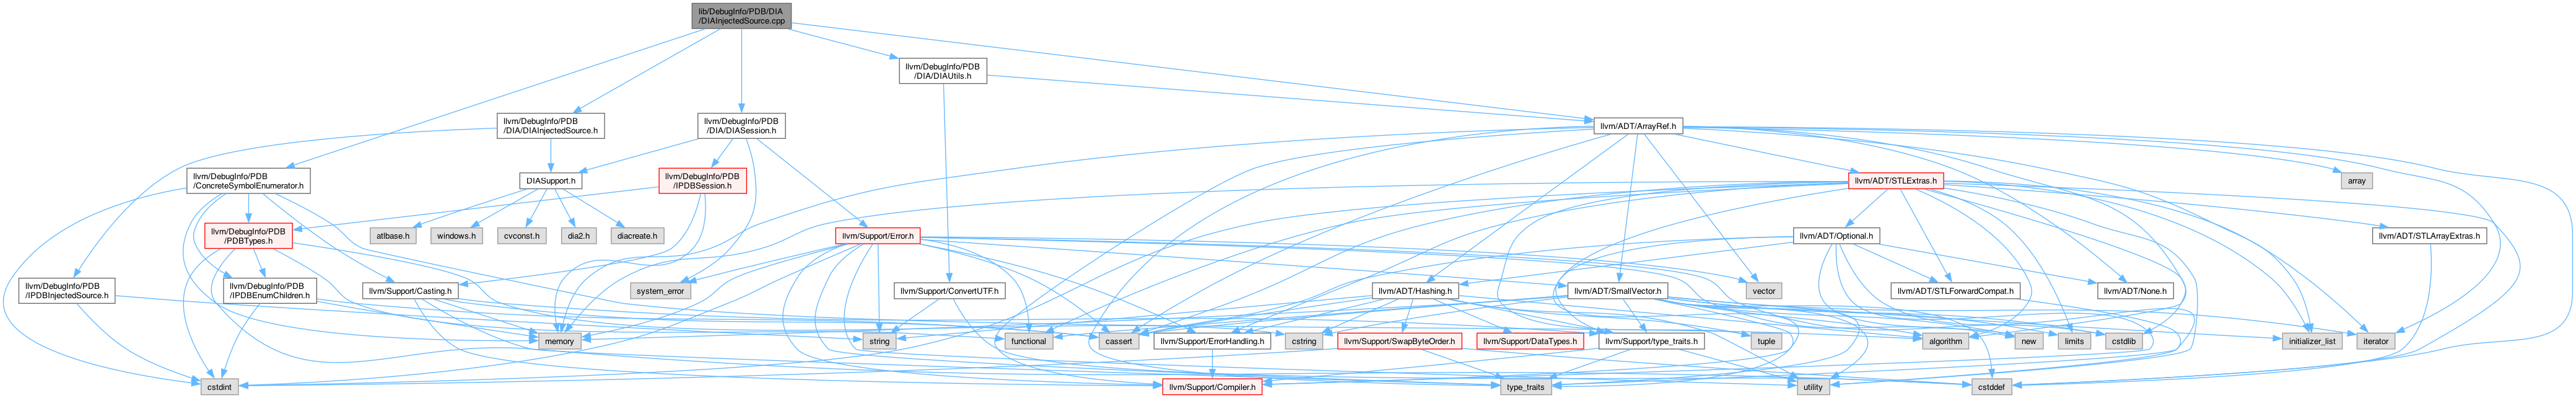 lib/DebugInfo/PDB/DIA
/DIAInjectedSource.cpp
llvm/DebugInfo/PDB
/DIA/DIAUtils.h
llvm/DebugInfo/PDB
/DIA/DIAInjectedSource.h
llvm/DebugInfo/PDB
/DIA/DIASession.h
llvm/ADT/ArrayRef.h
llvm/DebugInfo/PDB
/ConcreteSymbolEnumerator.h
DIASupport.h
llvm/DebugInfo/PDB
/IPDBSession.h
llvm/ADT/STLExtras.h
array
llvm/DebugInfo/PDB
/PDBTypes.h
atlbase.h
windows.h
cvconst.h
dia2.h
diacreate.h
llvm/Support/Error.h
llvm/ADT/Optional.h
llvm/ADT/STLArrayExtras.h
llvm/DebugInfo/PDB
/IPDBInjectedSource.h
llvm/DebugInfo/PDB
/IPDBEnumChildren.h
llvm/Support/Casting.h
system_error
llvm/Support/ConvertUTF.h
llvm/ADT/Hashing.h
llvm/ADT/SmallVector.h
vector
llvm/ADT/STLForwardCompat.h
llvm/ADT/None.h
memory
string
functional
cassert
llvm/Support/ErrorHandling.h
cstring
llvm/Support/SwapByteOrder.h
llvm/Support/DataTypes.h
tuple
llvm/Support/type_traits.h
algorithm
new
limits
cstdlib
initializer_list
iterator
cstdint
llvm/Support/Compiler.h
type_traits
utility
cstddef